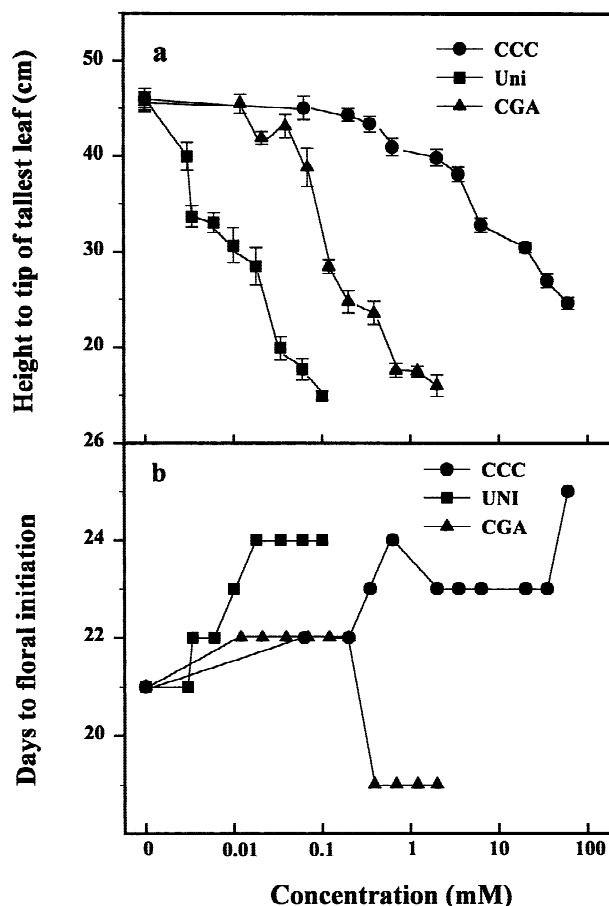 a
CCC
Uni
CGA
50
40
30
20
Height to tip of tallest leaf (cm)
b
CCC
UNI
CGA
26
24
22
20
Days to floral initiation
0 0.01 0.1 1 10 100
Concentration (mM)